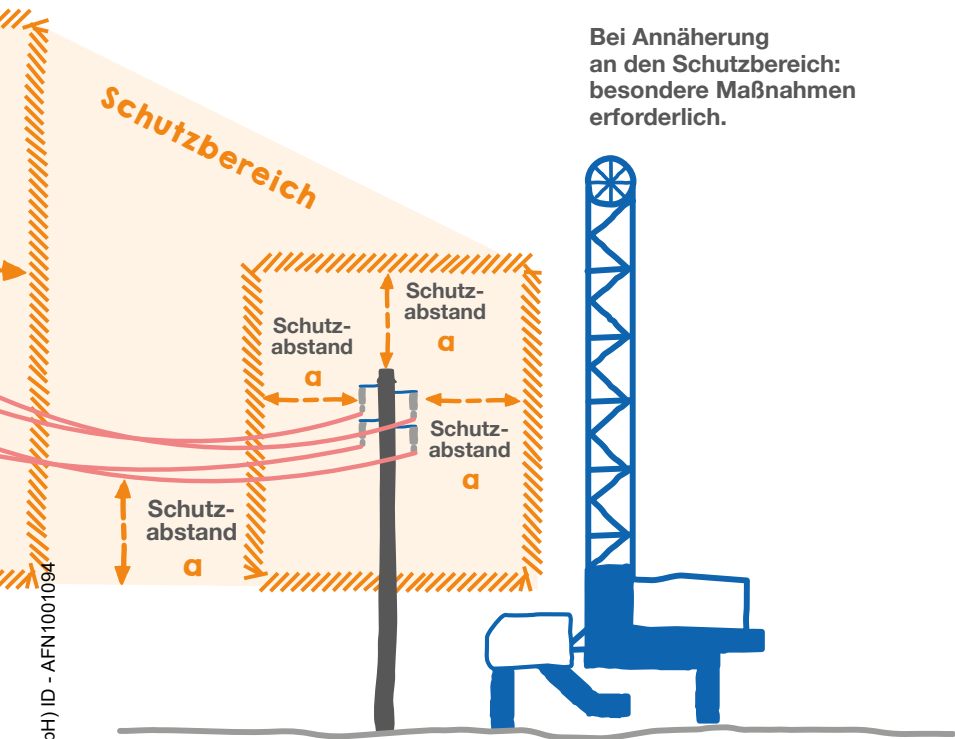 Bei Annäherung
an den Schutzbereich:
besondere Maßnahmen
erforderlich.
Schutzbereich
Schutz-
abstand
a
Schutz-
abstand
a
Schutz-
abstand
a
Schutz-
abstand
a
ID - AFN1001094